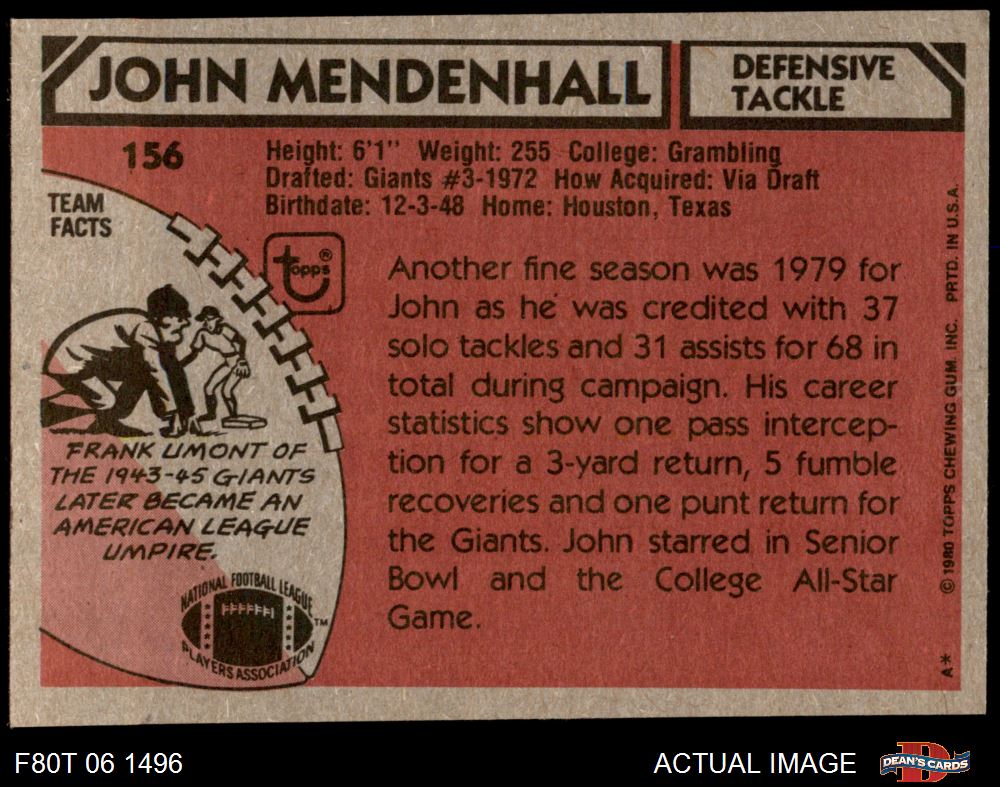 JOHN MENDENHALL
DEFENSIVE
TACKLE
156
Height: 6'1" Weight: 255 College: Grambling
Drafted: Giants #3-1972 How Acquired: Via Draft
Birthdate: 12-3-48 Home: Houston, Texas
TEAM
FACTS
topps®
Another fine season was 1979 for
John as he was credited with 37
solo tackles and 31 assists for 68 in
total during campaign. His career
statistics show one pass intercep-
tion for a 3-yard return, 5 fumble
recoveries and one punt return for
the Giants. John starred in Senior
Bowl and the College All-Star
Game.
FRANK UMONT OF
THE 1943-45 GIANTS
LATER BECAME AN
AMERICAN LEAGUE
UMPIRE.
NATIONAL FOOTBALL LEAGUE
PLAYERS ASSOCIATION
TM
A* © 1980 TOPPS CHEWING GUM. INC. PRTD. IN U.S.A.
F80T 06 1496
ACTUAL IMAGE
DEAN'S CARDS